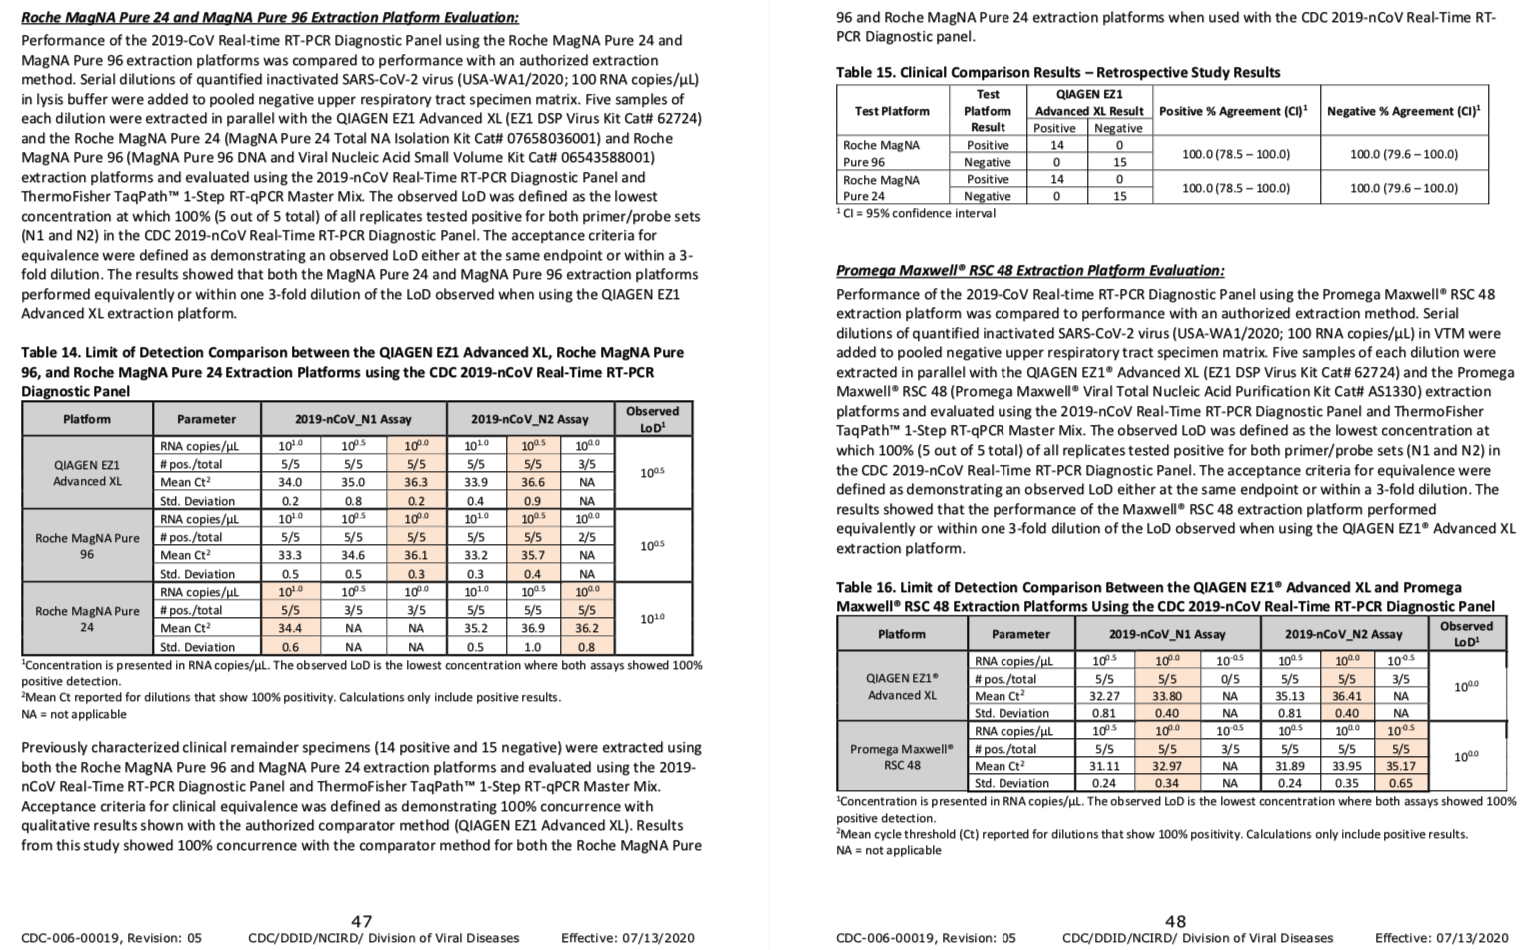 Roche MagNA Pure 24 and MagNA Pure 96 Extraction Platform Evaluation:
Performance of the 2019-CoV Real-time RT-PCR Diagnostic Panel using the Roche MagNA Pure 24 and
MagNA Pure 96 extraction platforms was compared to performance with an authorized extraction
method. Serial dilutions of quantified inactivated SARS-CoV-2 virus (USA-WA1/2020; 100 RNA copies/µL)
in lysis buffer were added to pooled negative upper respiratory tract specimen matrix. Five samples of
each dilution were extracted in parallel with the QIAGEN EZ1 Advanced XL (EZ1 DSP Virus Kit Cat# 62724)
and the Roche MagNA Pure 24 (MagNA Pure 24 Total NA Isolation Kit Cat# 07658036001) and Roche
MagNA Pure 96 (MagNA Pure 96 DNA and Viral Nucleic Acid Small Volume Kit Cat# 06543588001)
extraction platforms and evaluated using the 2019-nCoV Real-Time RT-PCR Diagnostic Panel and
ThermoFisher TaqPath™ 1-Step RT-qPCR Master Mix. The observed LoD was defined as the lowest
concentration at which 100% (5 out of 5 total) of all replicates tested positive for both primer/probe sets
(N1 and N2) in the CDC 2019-nCoV Real-Time RT-PCR Diagnostic Panel. The acceptance criteria for
equivalence were defined as demonstrating an observed LoD either at the same endpoint or within a 3-
fold dilution. The results showed that both the MagNA Pure 24 and MagNA Pure 96 extraction platforms
performed equivalently or within one 3-fold dilution of the LoD observed when using the QIAGEN EZ1
Advanced XL extraction platform.
Table 14. Limit of Detection Comparison between the QIAGEN EZ1 Advanced XL, Roche MagNA Pure
96, and Roche MagNA Pure 24 Extraction Platforms using the CDC 2019-nCoV Real-Time RT-PCR
Diagnostic Panel
Platform Parameter 2019-nCoV_N1 Assay 2019-nCoV_N2 Assay Observed LoD¹
QIAGEN EZ1 Advanced XL
RNA copies/µL 10^1.0 10^0.5 10^0.0 10^1.0 10^0.5 10^0.0
# pos./total 5/5 5/5 5/5 5/5 5/5 3/5
Mean Ct² 34.0 35.0 36.3 33.9 36.6 NA
Std. Deviation 0.2 0.8 0.2 0.4 0.9 NA
10^0.5
Roche MagNA Pure 96
RNA copies/µL 10^1.0 10^0.5 10^0.0 10^1.0 10^0.5 10^0.0
# pos./total 5/5 5/5 5/5 5/5 5/5 2/5
Mean Ct² 33.3 34.6 36.1 33.2 35.7 NA
Std. Deviation 0.5 0.5 0.3 0.3 0.4 NA
10^0.5
Roche MagNA Pure 24
RNA copies/µL 10^1.0 10^0.5 10^0.0 10^1.0 10^0.5 10^0.0
# pos./total 5/5 3/5 3/5 5/5 5/5 5/5
Mean Ct² 34.4 NA NA 35.2 36.9 36.2
Std. Deviation 0.6 NA NA 0.5 1.0 0.8
10^1.0
¹Concentration is presented in RNA copies/µL. The observed LoD is the lowest concentration where both assays showed 100%
positive detection.
²Mean Ct reported for dilutions that show 100% positivity. Calculations only include positive results.
NA = not applicable
Previously characterized clinical remainder specimens (14 positive and 15 negative) were extracted using
both the Roche MagNA Pure 96 and MagNA Pure 24 extraction platforms and evaluated using the 2019-
nCoV Real-Time RT-PCR Diagnostic Panel and ThermoFisher TaqPath™ 1-Step RT-qPCR Master Mix.
Acceptance criteria for clinical equivalence was defined as demonstrating 100% concurrence with
qualitative results shown with the authorized comparator method (QIAGEN EZ1 Advanced XL). Results
from this study showed 100% concurrence with the comparator method for both the Roche MagNA Pure
47
CDC-006-00019, Revision: 05 CDC/DDID/NCIRD/ Division of Viral Diseases Effective: 07/13/2020
96 and Roche MagNA Pure 24 extraction platforms when used with the CDC 2019-nCoV Real-Time RT-
PCR Diagnostic panel.
Table 15. Clinical Comparison Results – Retrospective Study Results
Test Platform Test Platform Result QIAGEN EZ1 Advanced XL Result Positive % Agreement (CI)¹ Negative % Agreement (CI)¹
Positive Negative
Roche MagNA Pure 96
Positive 14 0
Negative 0 15
100.0 (78.5 – 100.0) 100.0 (79.6 – 100.0)
Roche MagNA Pure 24
Positive 14 0
Negative 0 15
100.0 (78.5 – 100.0) 100.0 (79.6 – 100.0)
¹ CI = 95% confidence interval
Promega Maxwell® RSC 48 Extraction Platform Evaluation:
Performance of the 2019-CoV Real-time RT-PCR Diagnostic Panel using the Promega Maxwell® RSC 48
extraction platform was compared to performance with an authorized extraction method. Serial
dilutions of quantified inactivated SARS-CoV-2 virus (USA-WA1/2020; 100 RNA copies/µL) in VTM were
added to pooled negative upper respiratory tract specimen matrix. Five samples of each dilution were
extracted in parallel with the QIAGEN EZ1® Advanced XL (EZ1 DSP Virus Kit Cat# 62724) and the Promega
Maxwell® RSC 48 (Promega Maxwell® Viral Total Nucleic Acid Purification Kit Cat# AS1330) extraction
platforms and evaluated using the 2019-nCoV Real-Time RT-PCR Diagnostic Panel and ThermoFisher
TaqPath™ 1-Step RT-qPCR Master Mix. The observed LoD was defined as the lowest concentration at
which 100% (5 out of 5 total) of all replicates tested positive for both primer/probe sets (N1 and N2) in
the CDC 2019-nCoV Real-Time RT-PCR Diagnostic Panel. The acceptance criteria for equivalence were
defined as demonstrating an observed LoD either at the same endpoint or within a 3-fold dilution. The
results showed that the performance of the Maxwell® RSC 48 extraction platform performed
equivalently or within one 3-fold dilution of the LoD observed when using the QIAGEN EZ1® Advanced XL
extraction platform.
Table 16. Limit of Detection Comparison Between the QIAGEN EZ1® Advanced XL and Promega
Maxwell® RSC 48 Extraction Platforms Using the CDC 2019-nCoV Real-Time RT-PCR Diagnostic Panel
Platform Parameter 2019-nCoV_N1 Assay 2019-nCoV_N2 Assay Observed LoD¹
QIAGEN EZ1® Advanced XL
RNA copies/µL 10^0.5 10^0.0 10^-0.5 10^0.5 10^0.0 10^-0.5
# pos./total 5/5 5/5 0/5 5/5 5/5 3/5
Mean Ct² 32.27 33.80 NA 35.13 36.41 NA
Std. Deviation 0.81 0.40 NA 0.81 0.40 NA
10^0.0
Promega Maxwell® RSC 48
RNA copies/µL 10^0.5 10^0.0 10^-0.5 10^0.5 10^0.0 10^-0.5
# pos./total 5/5 5/5 3/5 5/5 5/5 5/5
Mean Ct² 31.11 32.97 NA 31.89 33.95 35.17
Std. Deviation 0.24 0.34 NA 0.24 0.35 0.65
10^0.0
¹Concentration is presented in RNA copies/µL. The observed LoD is the lowest concentration where both assays showed 100%
positive detection.
²Mean cycle threshold (Ct) reported for dilutions that show 100% positivity. Calculations only include positive results.
NA = not applicable
48
CDC-006-00019, Revision: 05 CDC/DDID/NCIRD/ Division of Viral Diseases Effective: 07/13/2020